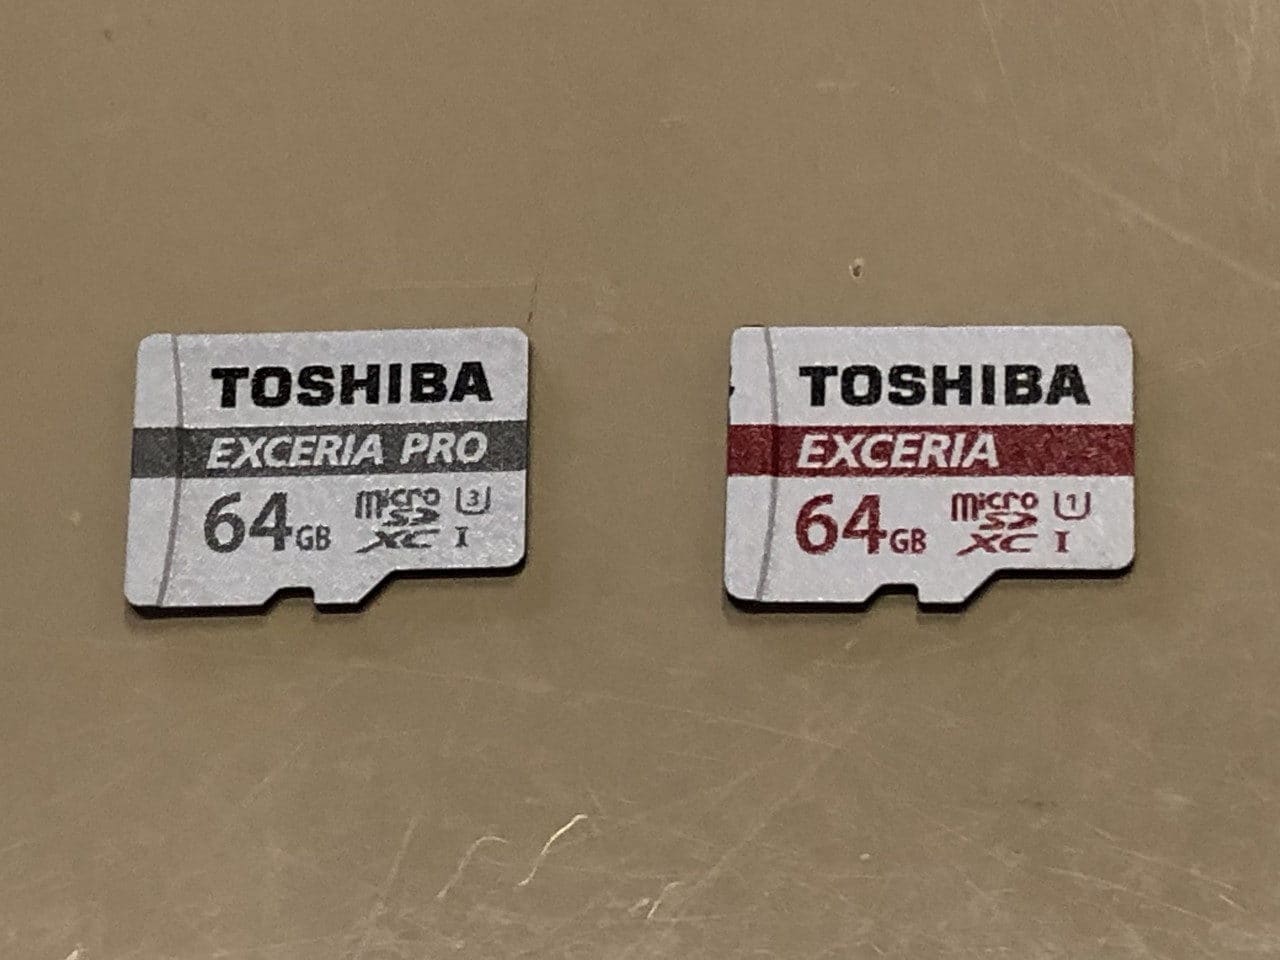 TOSHIBA
EXCERIA PRO
64GB
micro
SD
XC I
3
TOSHIBA
EXCERIA
64GB
micro
SD
XC I
1